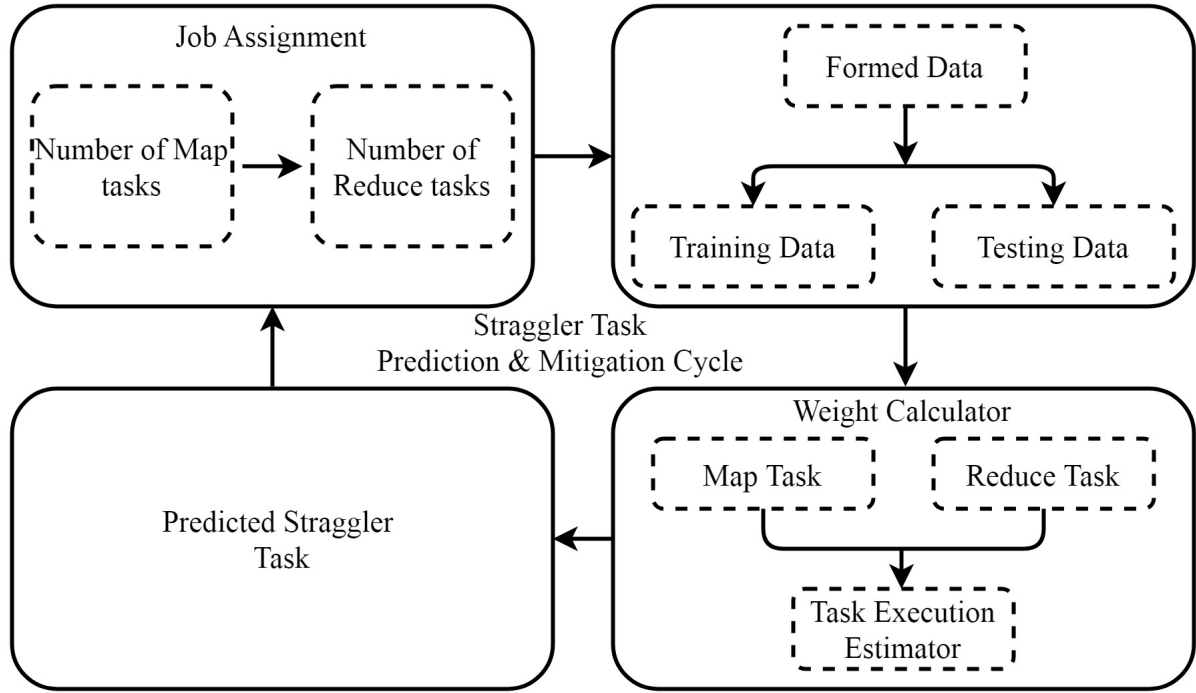 Job Assignment
Number of Map
tasks
Number of
Reduce tasks
Formed Data
Training Data
Testing Data
Straggler Task
Prediction & Mitigation Cycle
Predicted Straggler
Task
Weight Calculator
Map Task
Reduce Task
Task Execution
Estimator